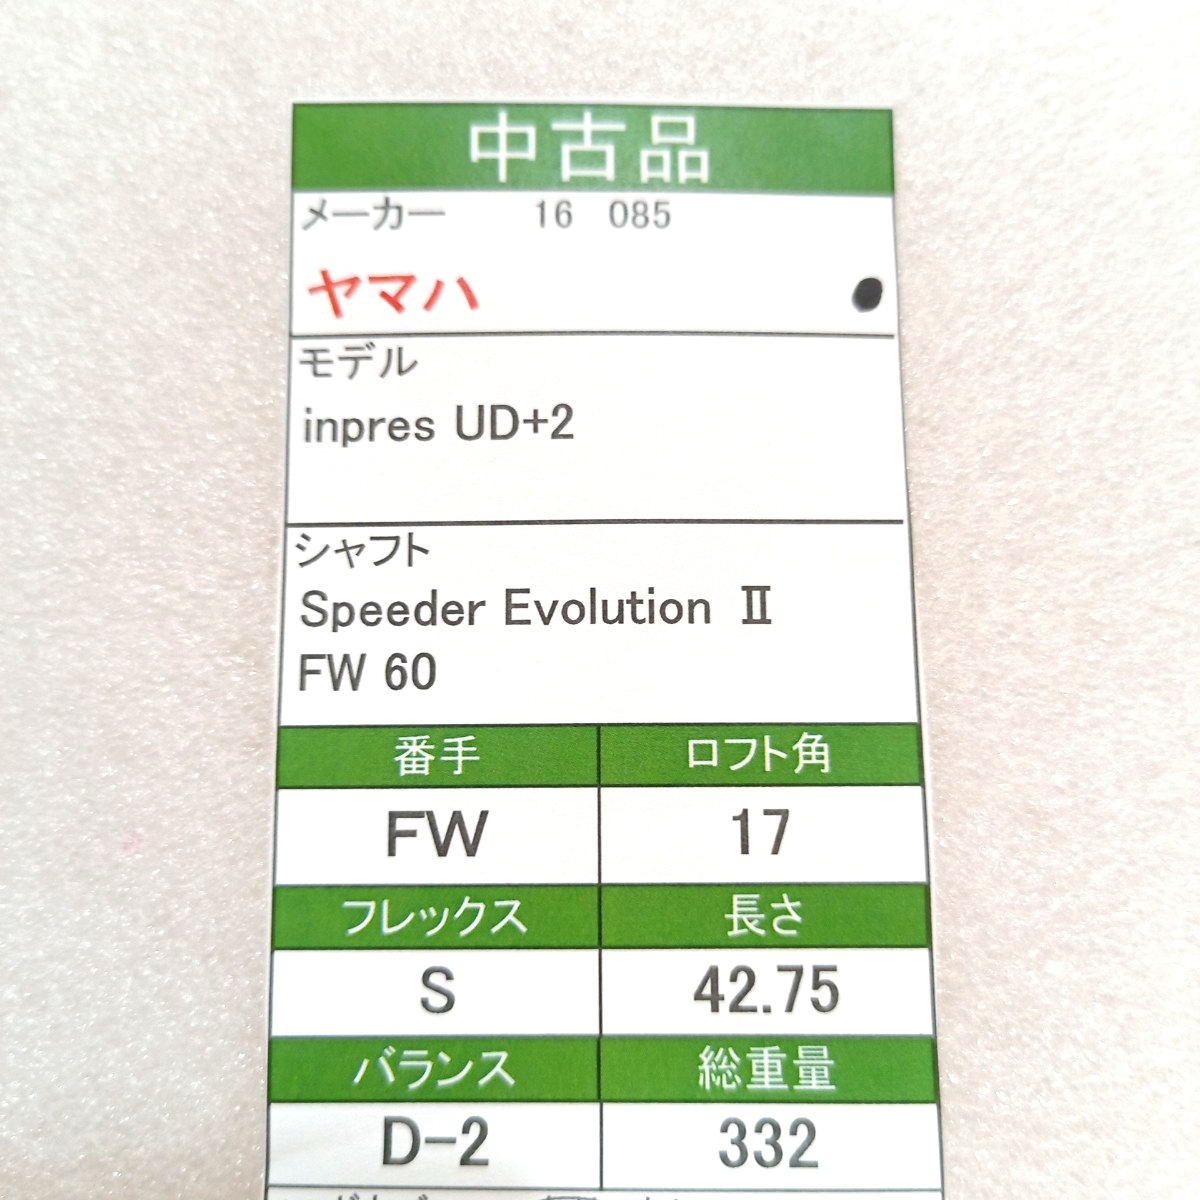 中古品
メーカー 16 085
ヤマハ
モデル
inpres UD+2
シャフト
Speeder Evolution Ⅱ
FW 60
番手 ロフト角
FW 17
フレックス 長さ
S 42.75
バランス 総重量
D-2 332